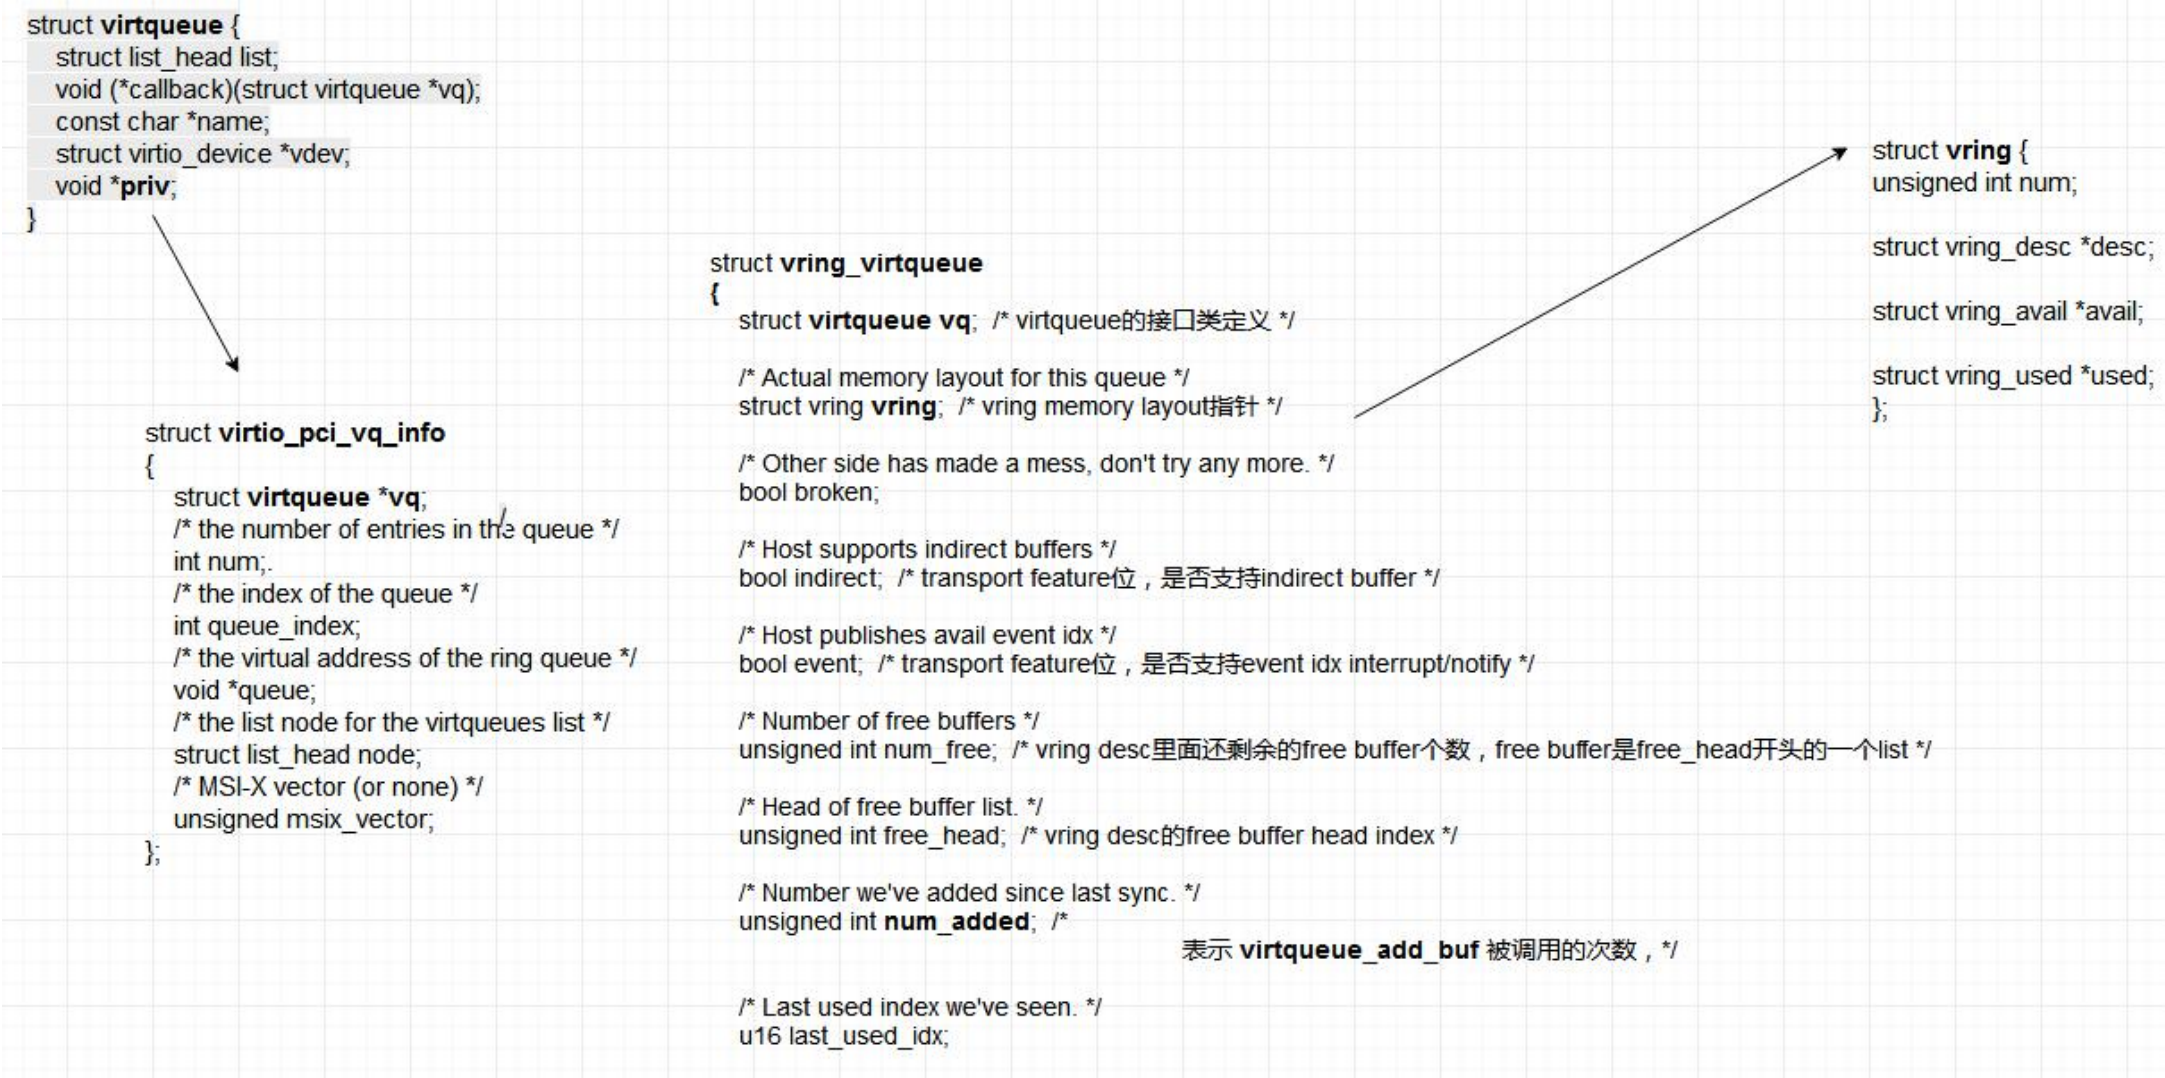 struct virtqueue {
struct list_head list;
void (*callback)(struct virtqueue *vq);
const char *name;
struct virtio_device *vdev;
void *priv;
}
struct virtio_pci_vq_info
{
struct virtqueue *vq;
/* the number of entries in the queue */
int num;.
/* the index of the queue */
int queue_index;
/* the virtual address of the ring queue */
void *queue;
/* the list node for the virtqueues list */
struct list_head node;
/* MSI-X vector (or none) */
unsigned msix_vector;
};
struct vring_virtqueue
{
struct virtqueue vq; /* virtqueue的接口类定义 */
/* Actual memory layout for this queue */
struct vring vring; /* vring memory layout指针 */
/* Other side has made a mess, don't try any more. */
bool broken;
/* Host supports indirect buffers */
bool indirect; /* transport feature位，是否支持indirect buffer */
/* Host publishes avail event idx */
bool event; /* transport feature位，是否支持event idx interrupt/notify */
/* Number of free buffers */
unsigned int num_free; /* vring desc里面还剩余的free buffer个数，free buffer是free_head开头的一个list */
/* Head of free buffer list. */
unsigned int free_head; /* vring desc的free buffer head index */
/* Number we've added since last sync. */
unsigned int num_added; /*
表示 virtqueue_add_buf 被调用的次数，*/
/* Last used index we've seen. */
u16 last_used_idx;
struct vring {
unsigned int num;
struct vring_desc *desc;
struct vring_avail *avail;
struct vring_used *used;
};